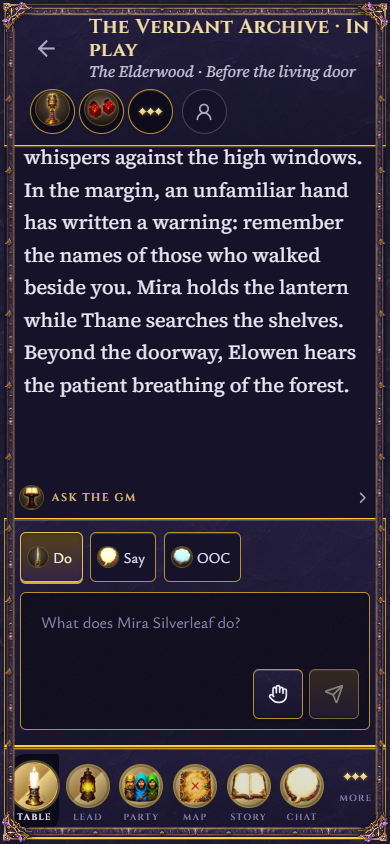 The Verdant Archive · In
play
The Elderwood · Before the living door
whispers against the high windows.
In the margin, an unfamiliar hand
has written a warning: remember
the names of those who walked
beside you. Mira holds the lantern
while Thane searches the shelves.
Beyond the doorway, Elowen hears
the patient breathing of the forest.
ASK THE GM
Do Say OOC
What does Mira Silverleaf do?
TABLE LEAD PARTY MAP STORY CHAT MORE